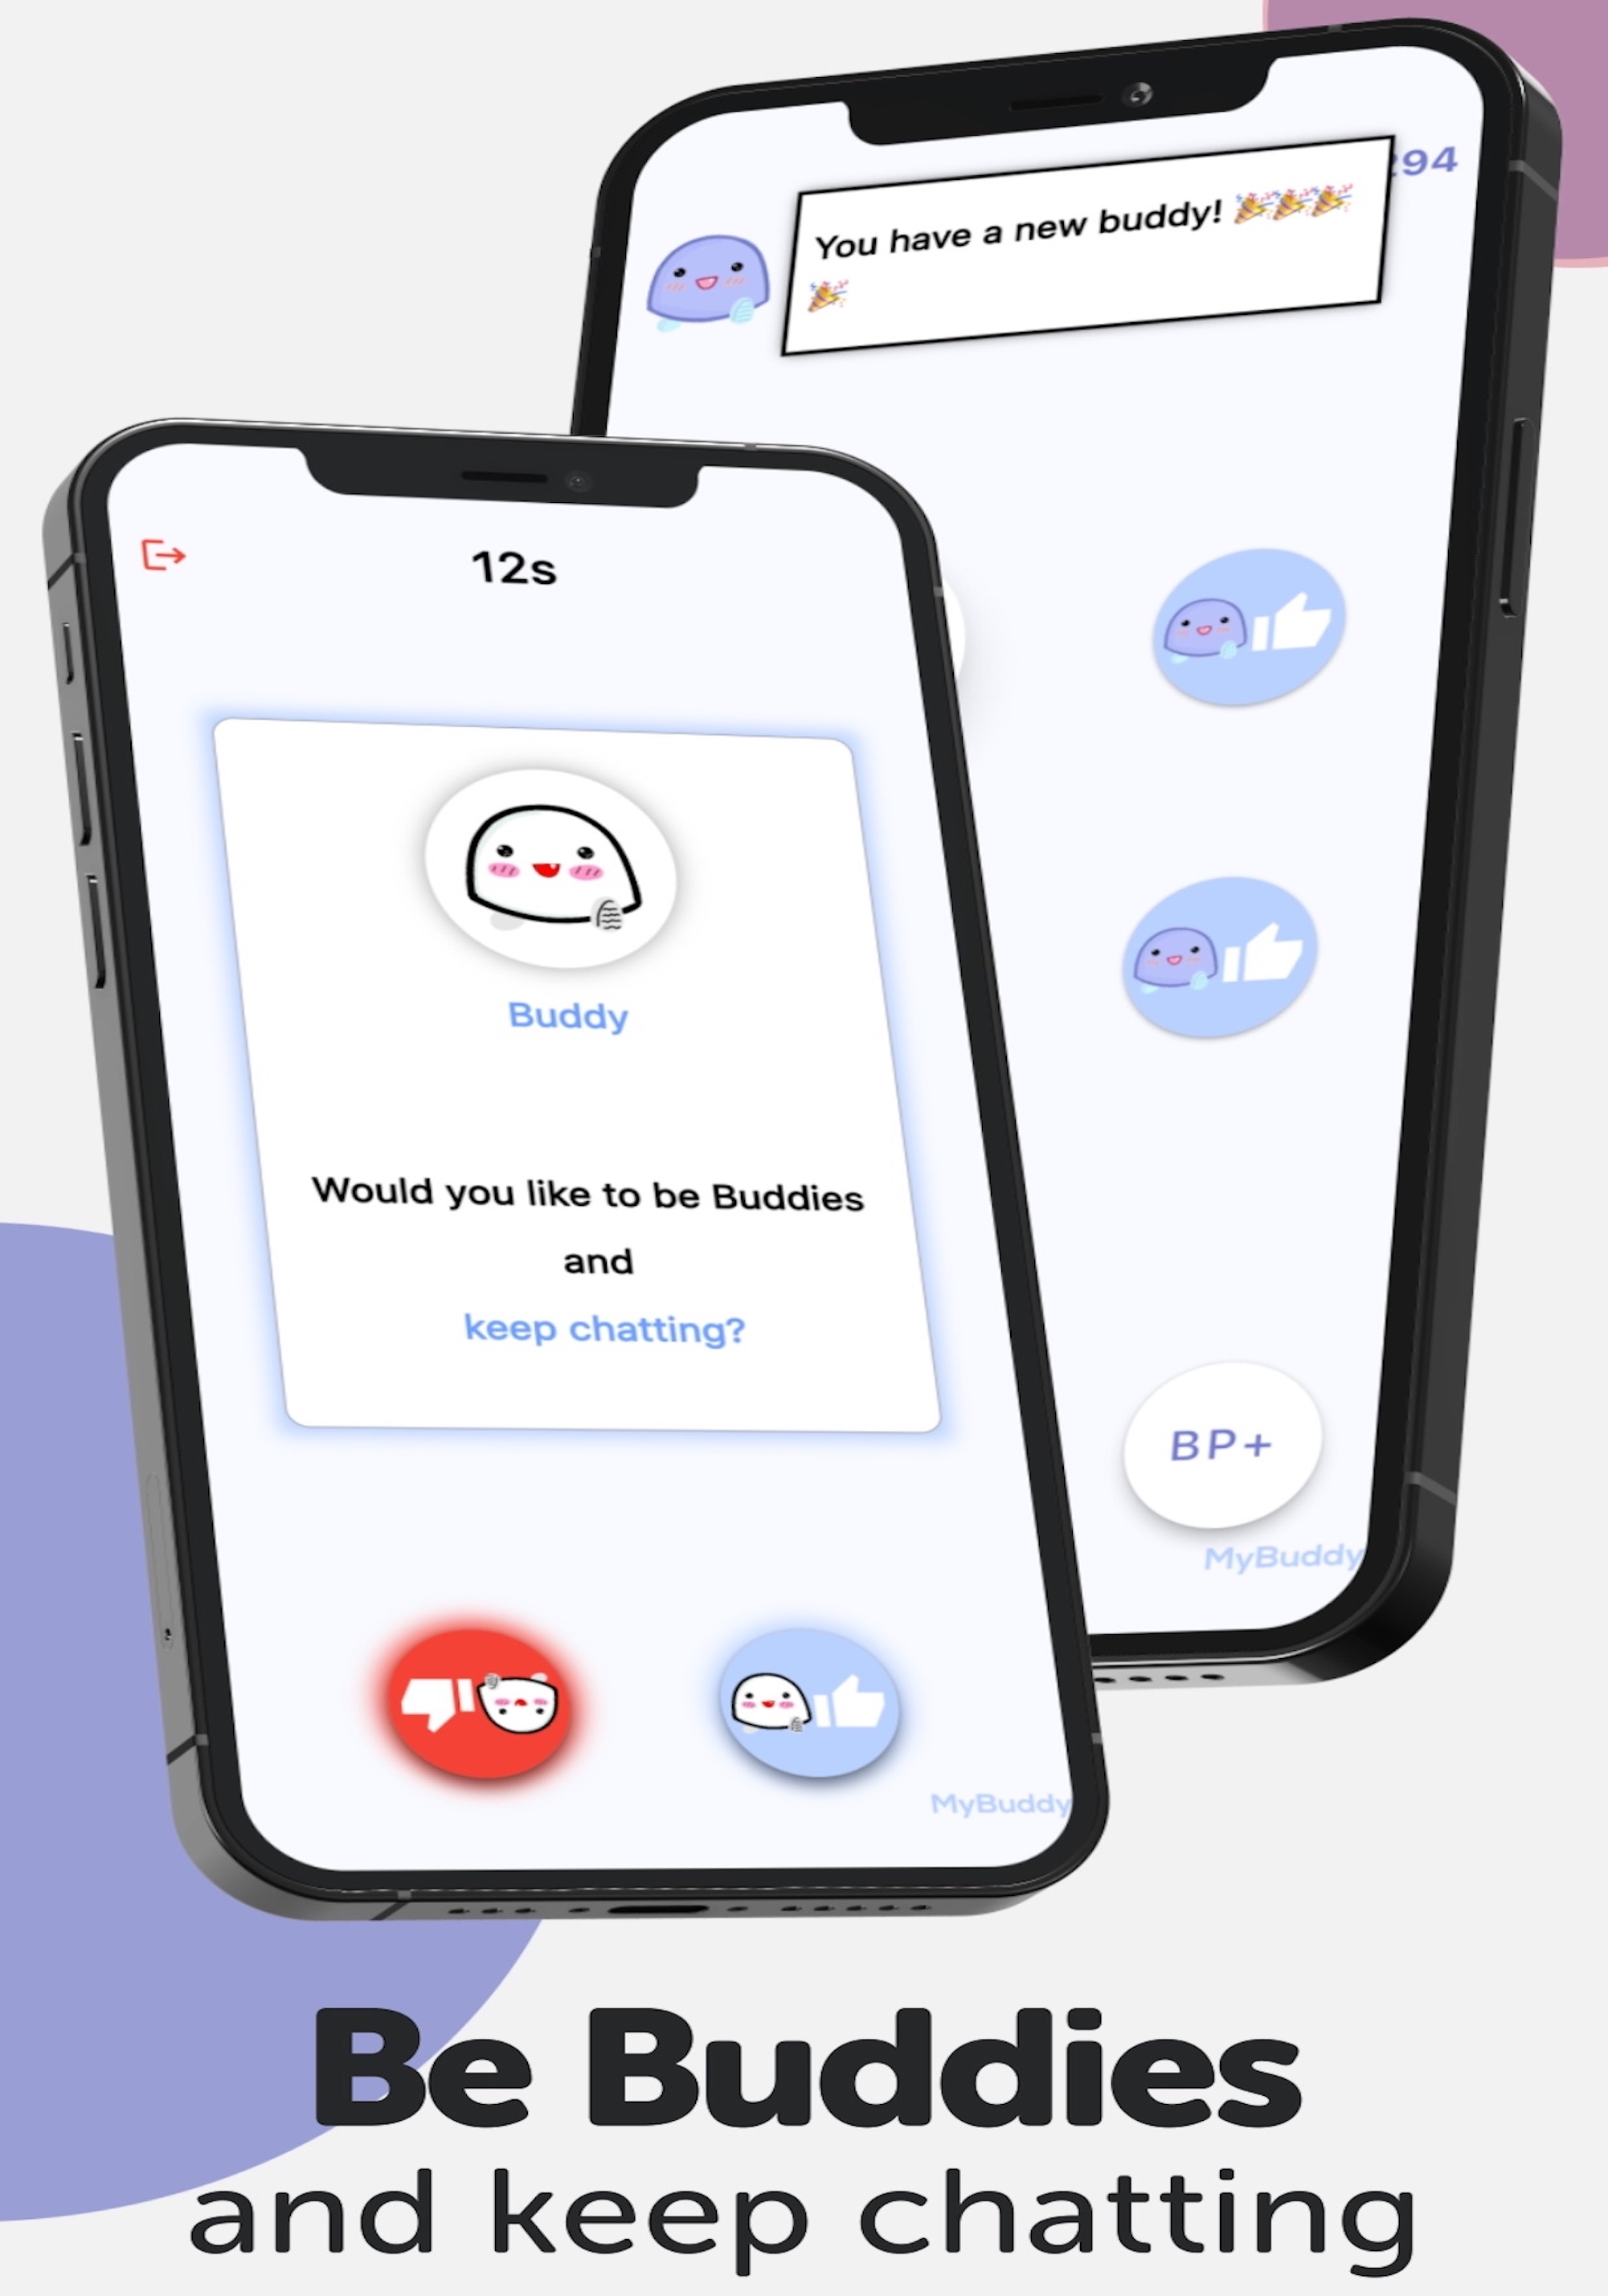 294
You have a new buddy! 🎉🎉🎉
🎉
12s
Buddy
Would you like to be Buddies
and
keep chatting?
BP+
MyBuddy
MyBuddy
Be Buddies
and keep chatting